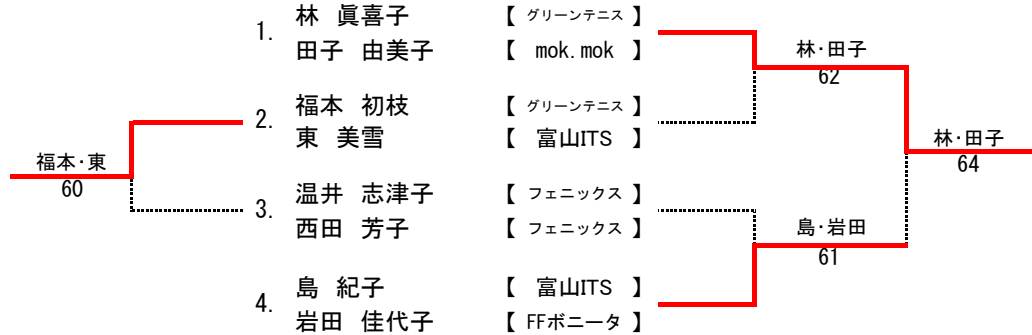 1.
林 眞喜子 【 グリーンテニス 】
田子 由美子 【 mok.mok 】
林・田子
62
2.
福本 初枝 【 グリーンテニス 】
東 美雪 【 富山ITS 】
福本・東
60
林・田子
64
3.
温井 志津子 【 フェニックス 】
西田 芳子 【 フェニックス 】
島・岩田
61
4.
島 紀子 【 富山ITS 】
岩田 佳代子 【 FFボニータ 】